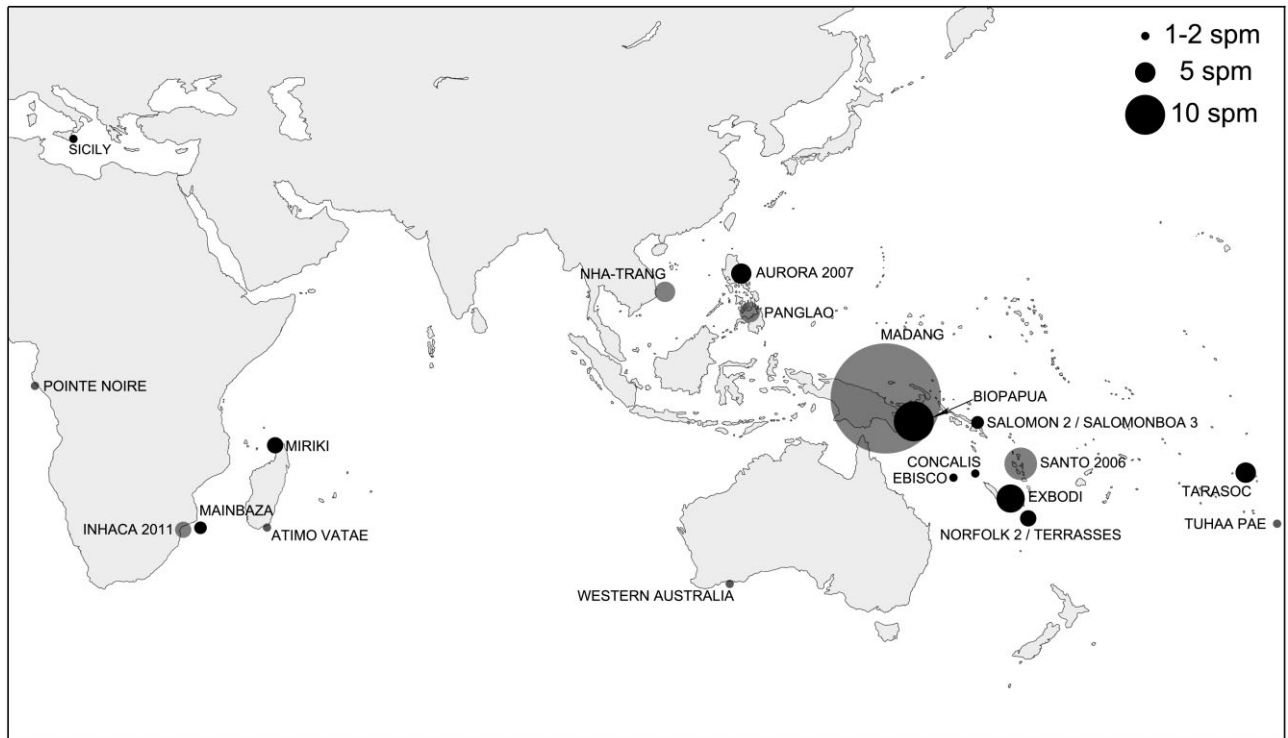 1-2 spm
5 spm
10 spm
SICILY
NHA-TRANG
AURORA 2007
PANGLAO
MADANG
POINTE NOIRE
BIOPAPUA
SALOMON 2 / SALOMONBOA 3
MIRIKI
CONCALIS
SANTO 2006
EBISCO
EXBODI
TARASOC
MAINBAZA
INHACA 2011
ATIMO VATAE
NORFOLK 2 / TERRASSES
TUHAA PAE
WESTERN AUSTRALIA